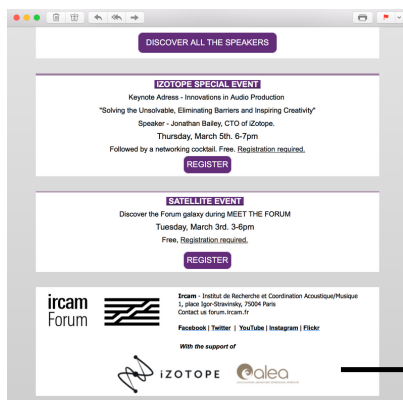 DISCOVER ALL THE SPEAKERS
IZOTOPE SPECIAL EVENT
Keynote Adress - Innovations in Audio Production
"Solving the Unsolvable, Eliminating Barriers and Inspiring Creativity"
Speaker - Jonathan Bailey, CTO of iZotope.
Thursday, March 5th. 6-7pm
Followed by a networking cocktail. Free. Registration required.
REGISTER
SATELLITE EVENT
Discover the Forum galaxy during MEET THE FORUM
Tuesday, March 3rd. 3-6pm
Free, Registration required.
REGISTER
ircam
Forum
Ircam - Institut de Recherche et Coordination Acoustique/Musique
1, place Igor-Stravinsky, 75004 Paris
Contact us forum.ircam.fr
Facebook | Twitter | YouTube | Instagram | Flickr
With the support of
iZOTOPE
alea